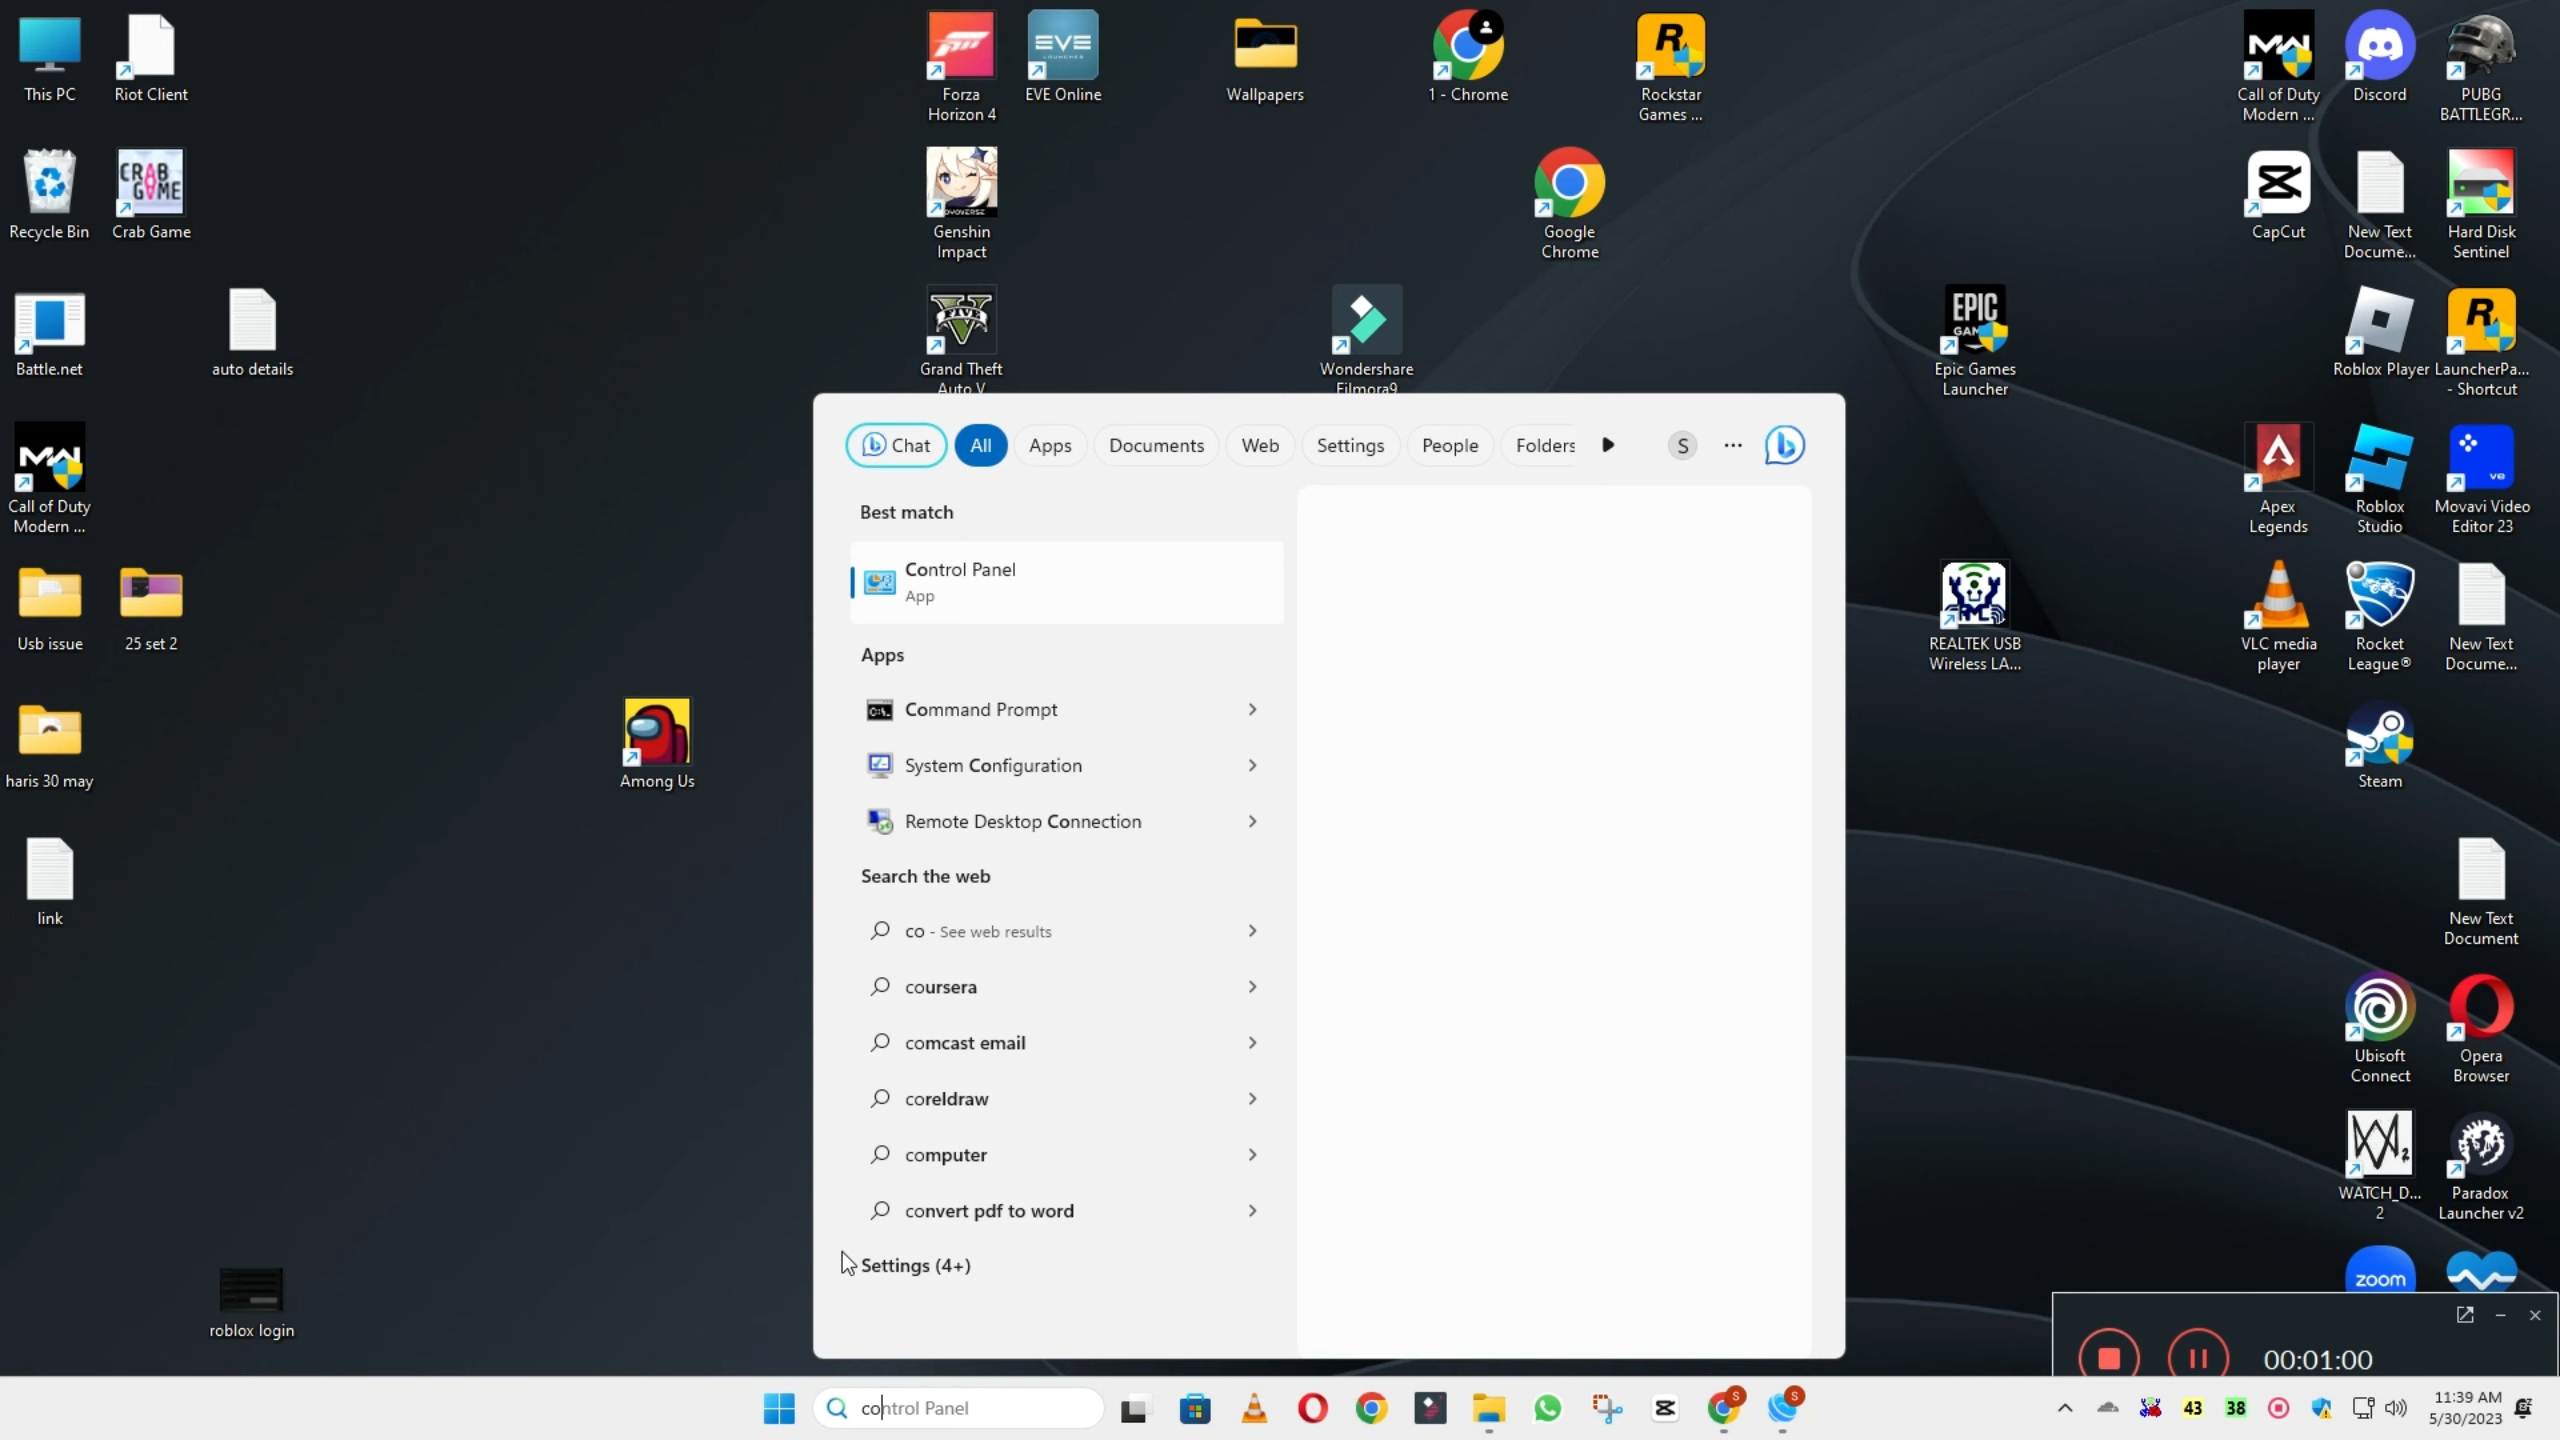 This PC
Riot Client
Forza
Horizon 4
EVE
LAUNCHER
EVE Online
Wallpapers
1 - Chrome
Rockstar
Games ...
Call of Duty
Modern ...
Discord
PUBG
BATTLEGR...
Recycle Bin
CRAB
GAME
Crab Game
Genshin
Impact
Google
Chrome
CapCut
New Text
Docume...
Hard Disk
Sentinel
Battle.net
auto details
FIVE
Grand Theft
Auto V
Wondershare
Filmora9
EPIC
Epic Games
Launcher
Roblox Player
LauncherPa...
- Shortcut
Call of Duty
Modern ...
Chat
All
Apps
Documents
Web
Settings
People
Folders
S
Apex
Legends
Roblox
Studio
Movavi Video
Editor 23
Best match
Control Panel
App
Usb issue
25 set 2
REALTEK USB
Wireless LA...
VLC media
player
Rocket
League®
New Text
Docume...
Apps
Command Prompt
System Configuration
Remote Desktop Connection
haris 30 may
Among Us
Steam
Search the web
co - See web results
coursera
comcast email
coreldraw
computer
convert pdf to word
Settings (4+)
link
New Text
Document
Ubisoft
Connect
Opera
Browser
WATCH_D...
2
Paradox
Launcher v2
zoom
roblox login
00:01:00
control Panel
S
S
43
38
11:39 AM
5/30/2023